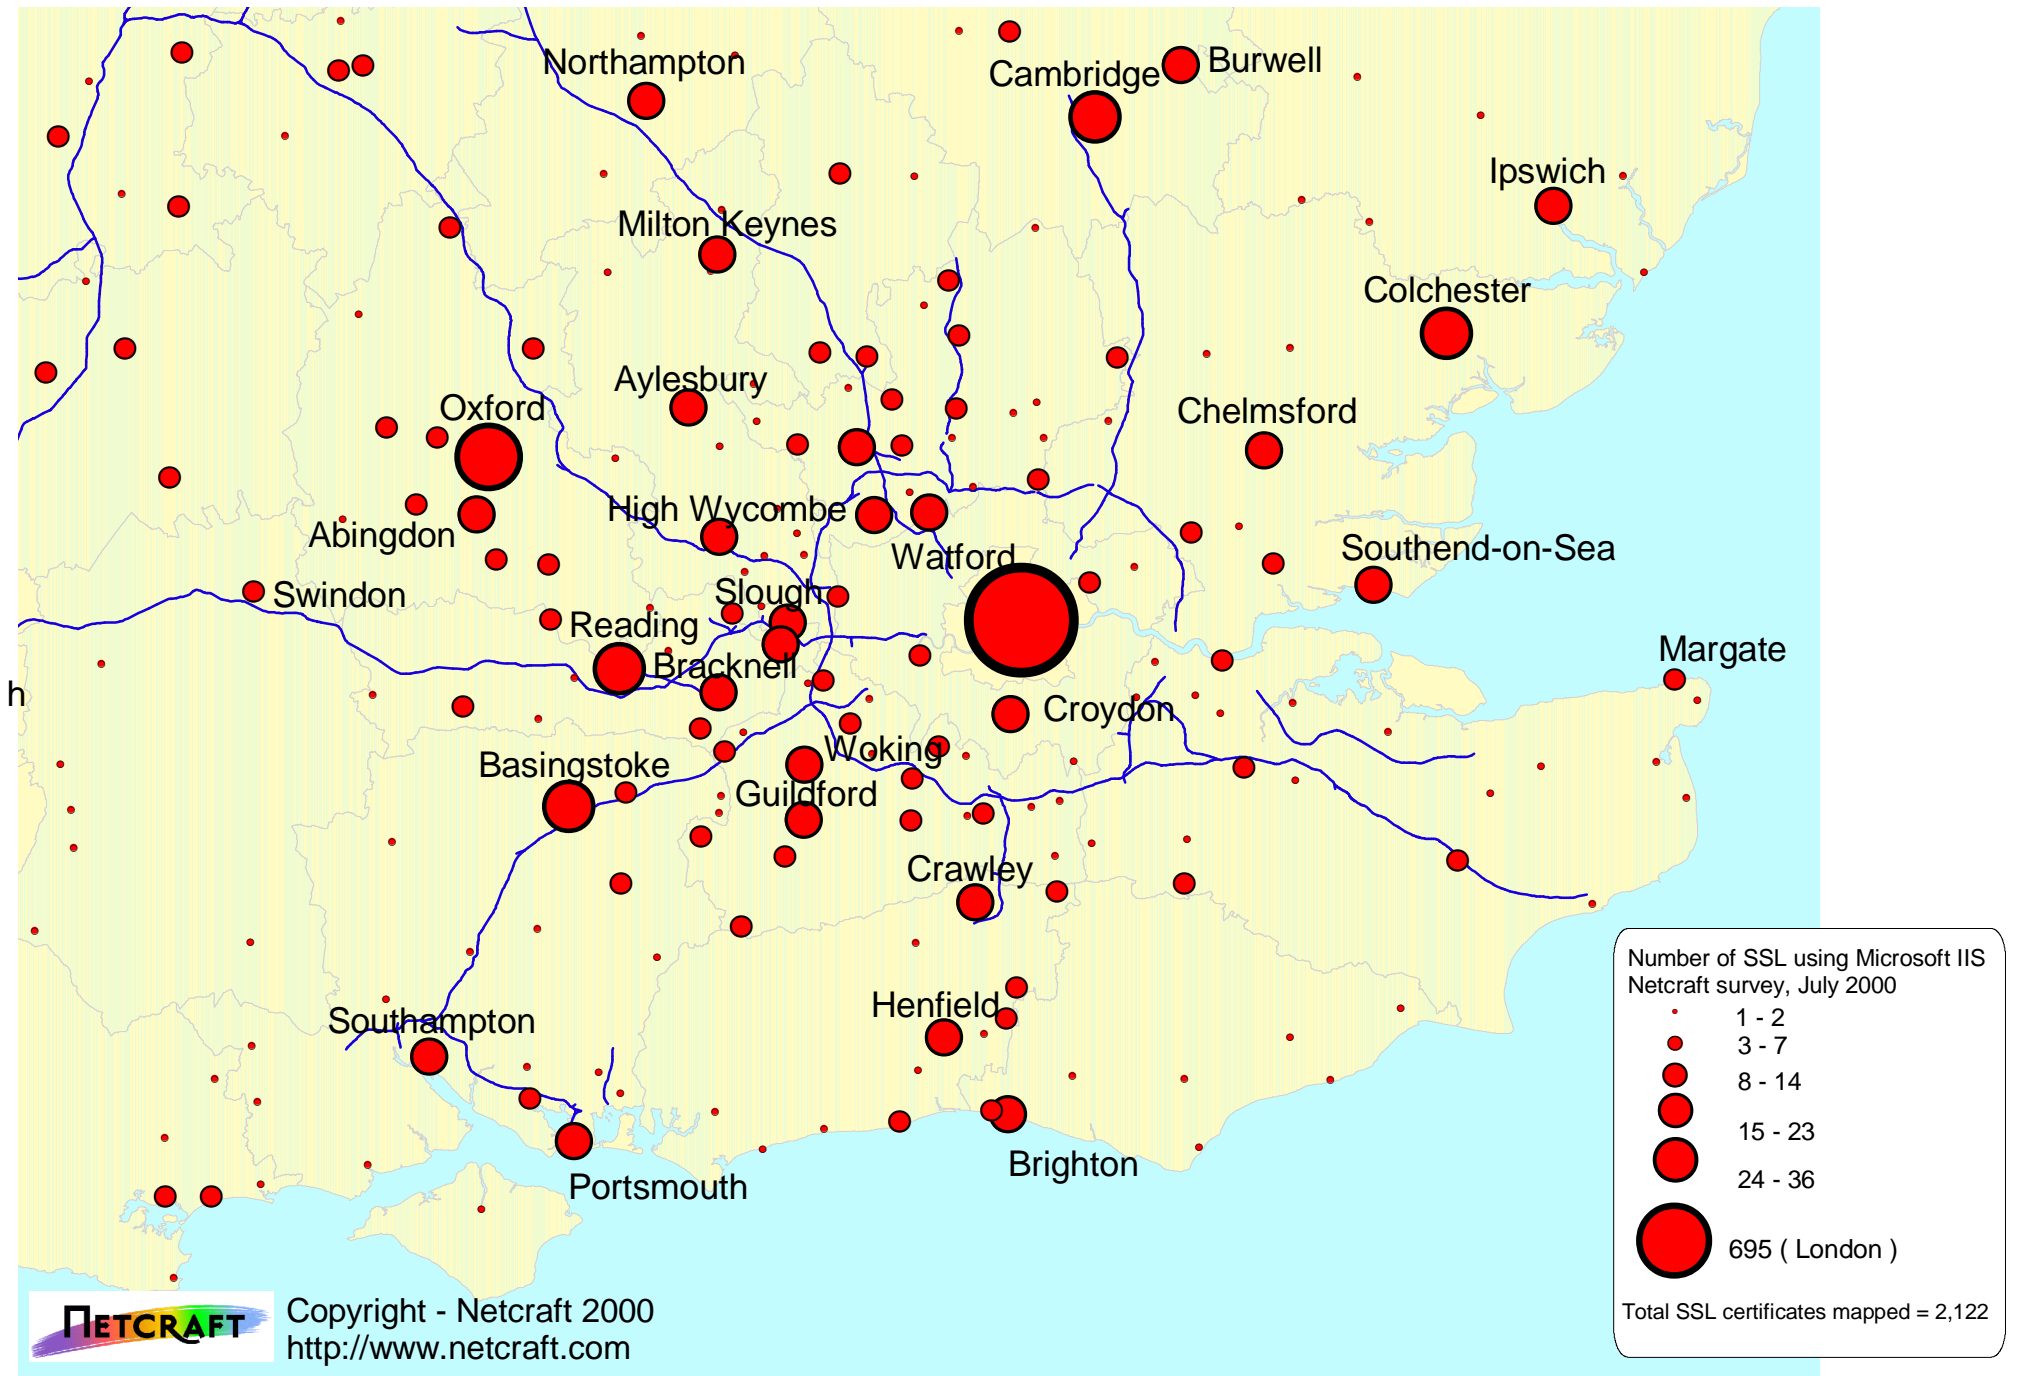 Northampton
Cambridge
Burwell
Ipswich
Milton Keynes
Colchester
Aylesbury
Oxford
Chelmsford
High Wycombe
Abingdon
Watford
Southend-on-Sea
Swindon
Slough
Reading
Bracknell
Margate
h
Croydon
Woking
Basingstoke
Guildford
Crawley
Henfield
Southampton
Brighton
Portsmouth
Number of SSL using Microsoft IIS
Netcraft survey, July 2000
1 - 2
3 - 7
8 - 14
15 - 23
24 - 36
695 ( London )
Total SSL certificates mapped = 2,122
NETCRAFT
Copyright - Netcraft 2000
http://www.netcraft.com